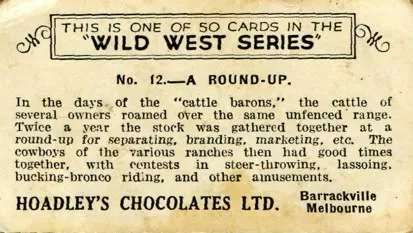 THIS IS ONE OF 50 CARDS IN THE
"WILD WEST SERIES"
No. 12.—A ROUND-UP.
In the days of the "cattle barons," the cattle of
several owners roamed over the same unfenced range.
Twice a year the stock was gathered together at a
round-up for separating, branding, marketing, etc. The
cowboys of the various ranches then had good times
together, with contests in steer-throwing, lassoing,
bucking-bronco riding, and other amusements.
HOADLEY'S CHOCOLATES LTD. Barrackville
Melbourne